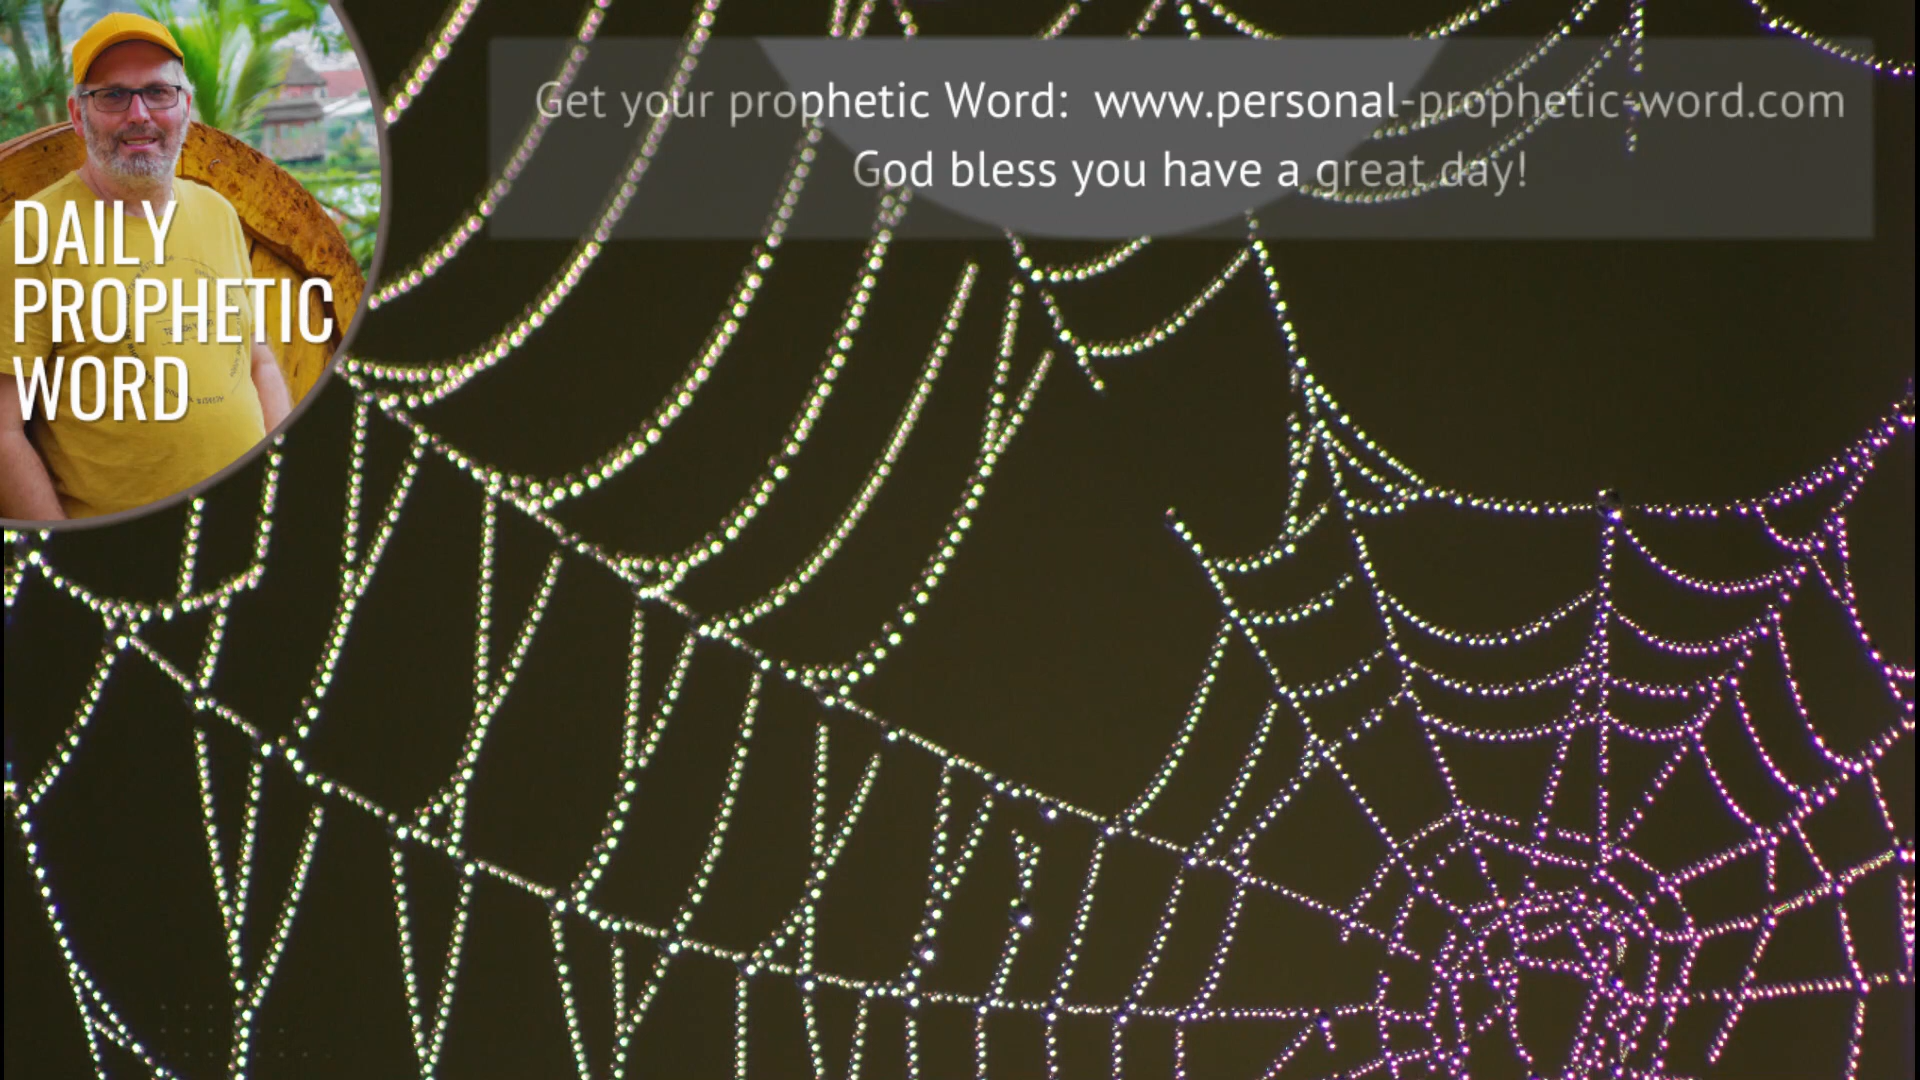 Get your prophetic Word: www.personal-prophetic-word.com
God bless you have a great day!
DAILY
PROPHETIC
WORD